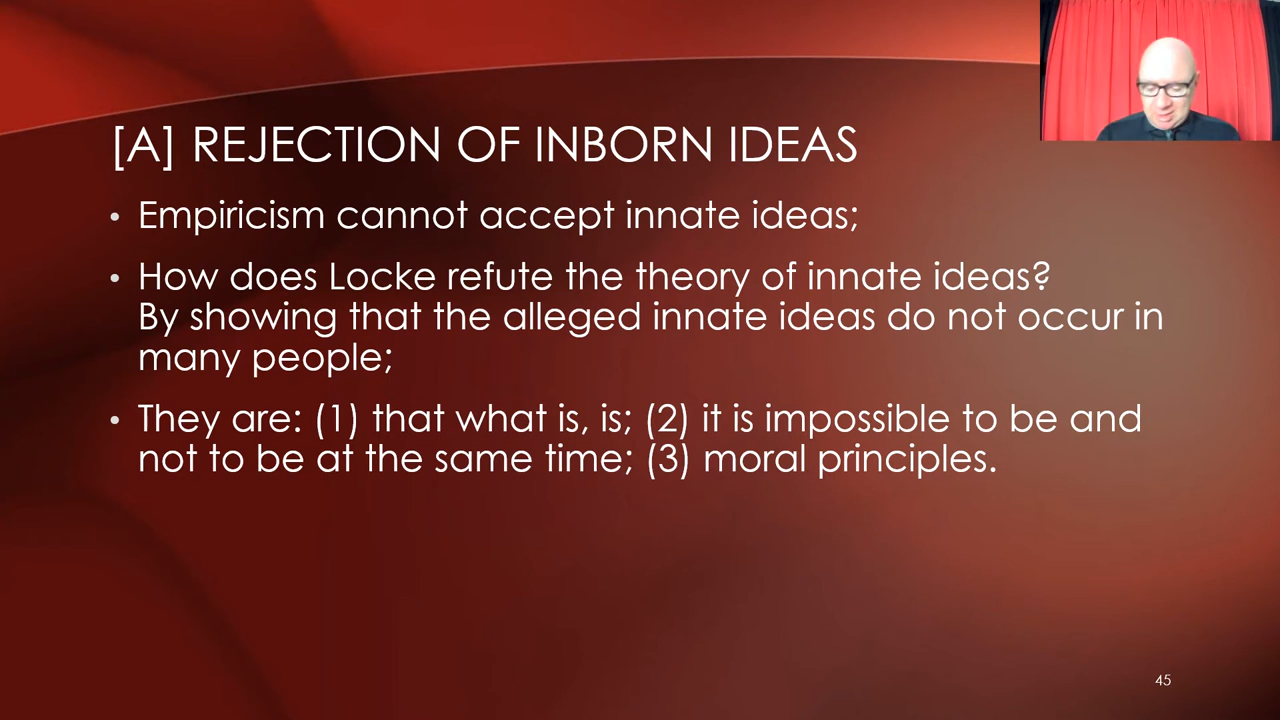 [A] REJECTION OF INBORN IDEAS
• Empiricism cannot accept innate ideas;
• How does Locke refute the theory of innate ideas?
By showing that the alleged innate ideas do not occur in
many people;
• They are: (1) that what is, is; (2) it is impossible to be and
not to be at the same time; (3) moral principles.
45